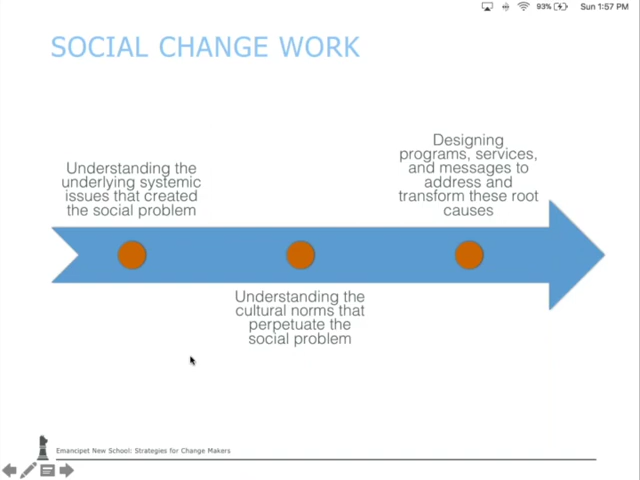 93% Sun 1:57 PM
SOCIAL CHANGE WORK
Understanding the
underlying systemic
issues that created
the social problem
Understanding the
cultural norms that
perpetuate the
social problem
Designing
programs, services,
and messages to
address and
transform these root
causes
Emancipet New School: Strategies for Change Makers